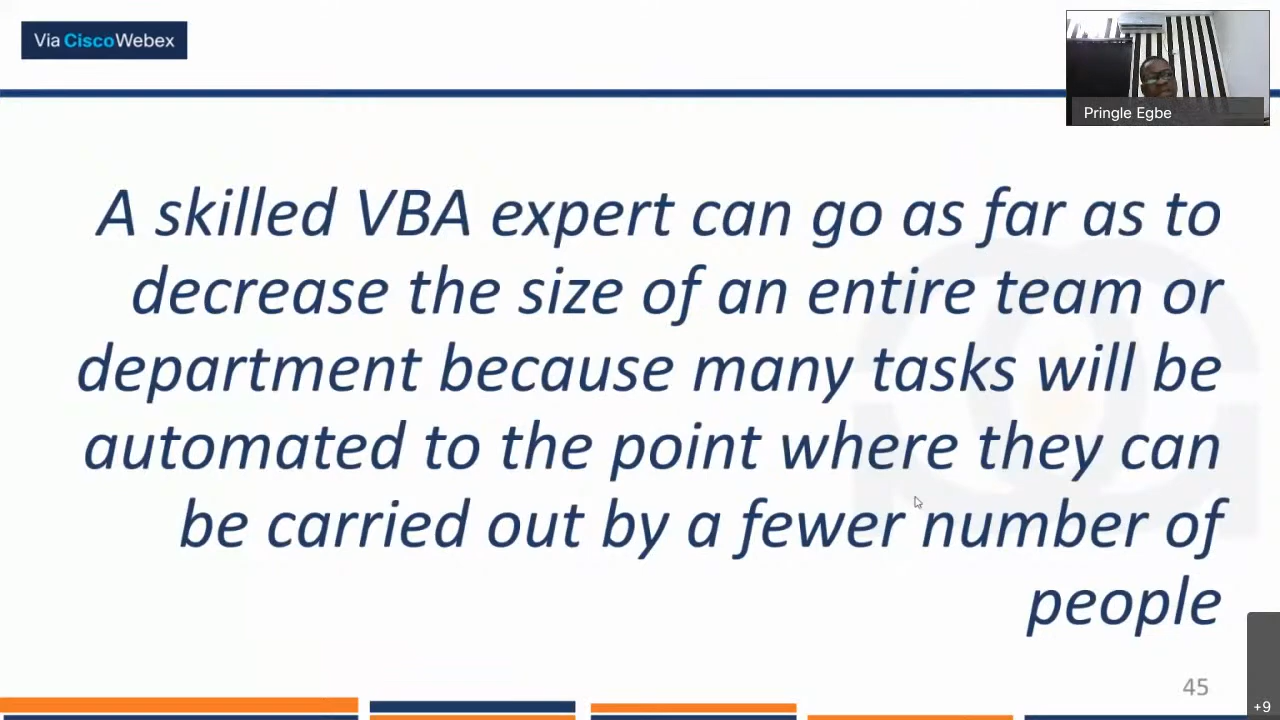 Via CiscoWebex
Pringle Egbe
A skilled VBA expert can go as far as to
decrease the size of an entire team or
department because many tasks will be
automated to the point where they can
be carried out by a fewer number of
people
45
+9